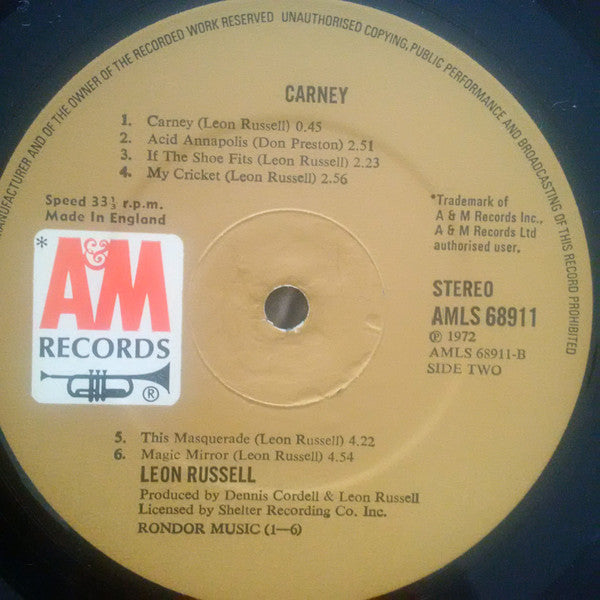 MANUFACTURER AND OF THE OWNER OF THE RECORDED WORK RESERVED UNAUTHORISED COPYING, PUBLIC PERFORMANCE AND BROADCASTING OF THIS RECORD PROHIBITED
CARNEY
1. Carney (Leon Russell) 0.45
2. Acid Annapolis (Don Preston) 2.51
3. If The Shoe Fits (Leon Russell) 2.23
4. My Cricket (Leon Russell) 2.56
Speed 33⅓ r.p.m.
Made In England
*Trademark of
A & M Records Inc.,
A & M Records Ltd
authorised user.
*
A&M
RECORDS
®
STEREO
AMLS 68911
℗ 1972
AMLS 68911-B
SIDE TWO
5. This Masquerade (Leon Russell) 4.22
6. Magic Mirror (Leon Russell) 4.54
LEON RUSSELL
Produced by Dennis Cordell & Leon Russell
Licensed by Shelter Recording Co. Inc.
RONDOR MUSIC (1—6)